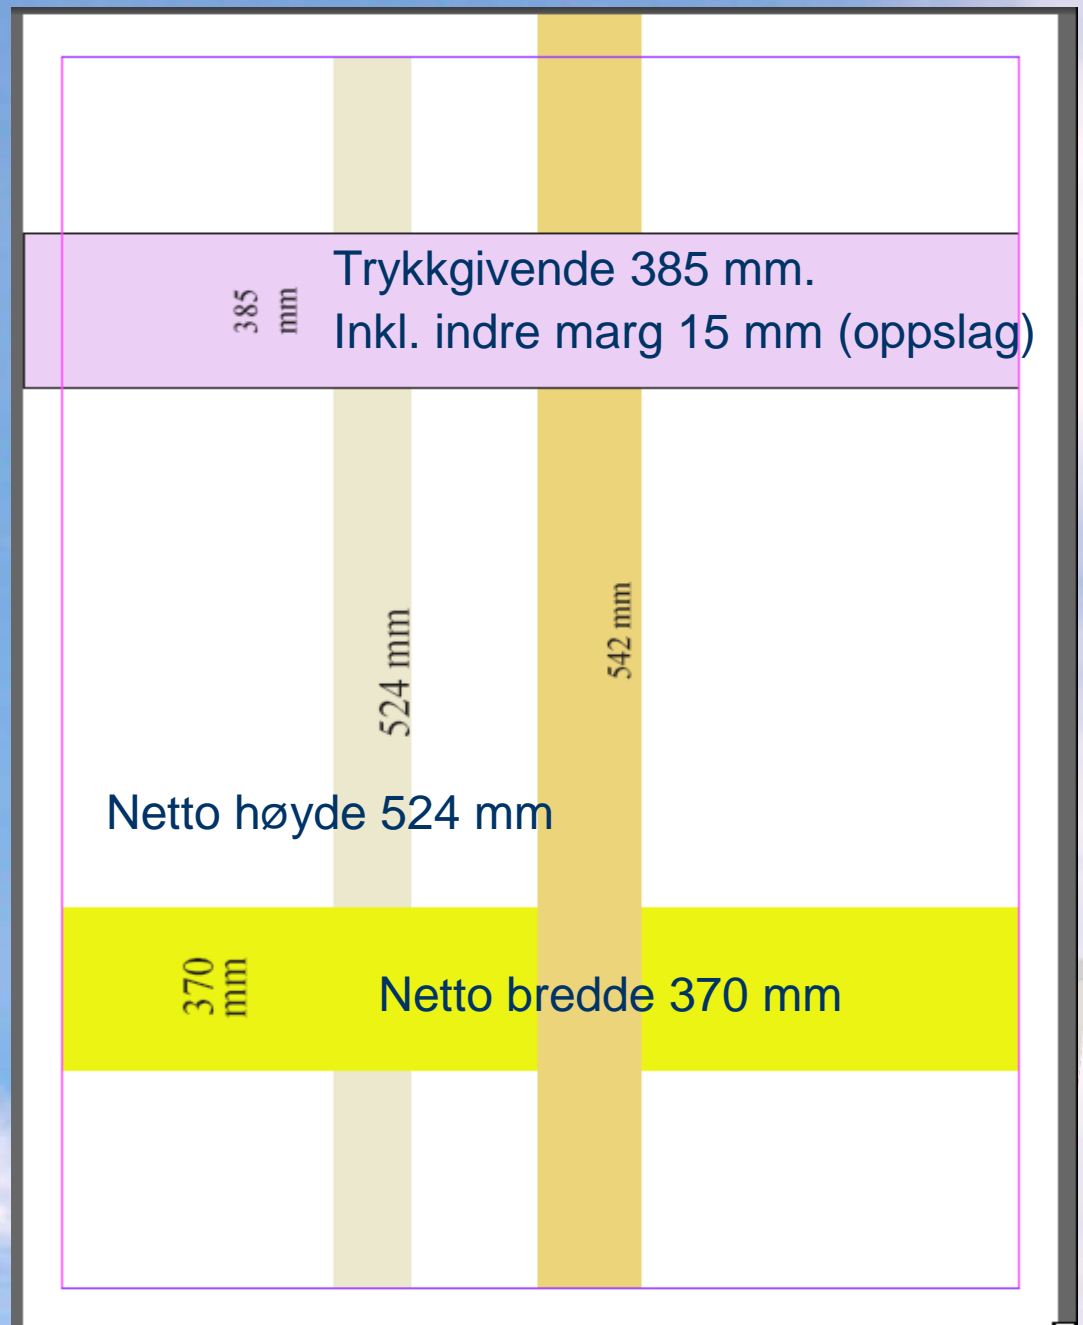 Trykkgivende 385 mm.
Inkl. indre marg 15 mm (oppslag)
385
mm
524 mm
542 mm
Netto høyde 524 mm
370
mm
Netto bredde 370 mm